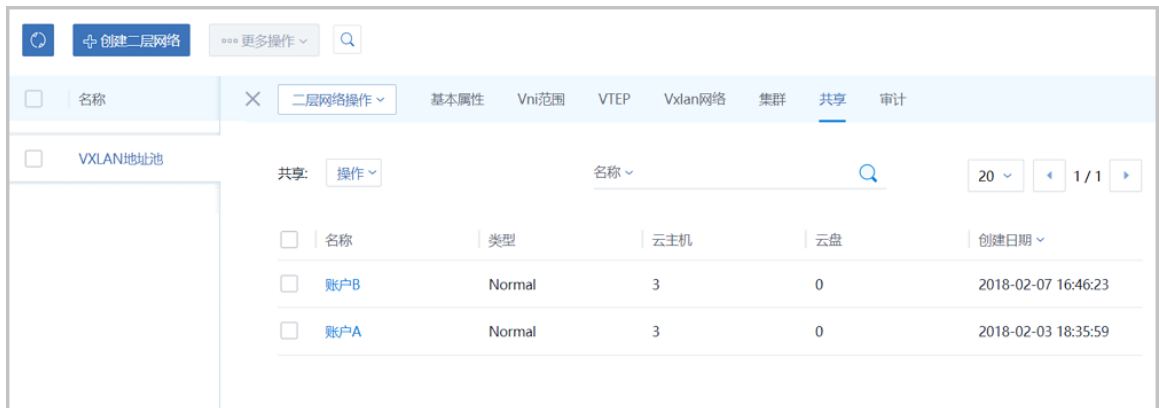 创建二层网络 更多操作
名称 二层网络操作 基本属性 Vni范围 VTEP Vxlan网络 集群 共享 审计
VXLAN地址池
共享: 操作 名称 20 1 / 1
名称 类型 云主机 云盘 创建日期
账户B Normal 3 0 2018-02-07 16:46:23
账户A Normal 3 0 2018-02-03 18:35:59